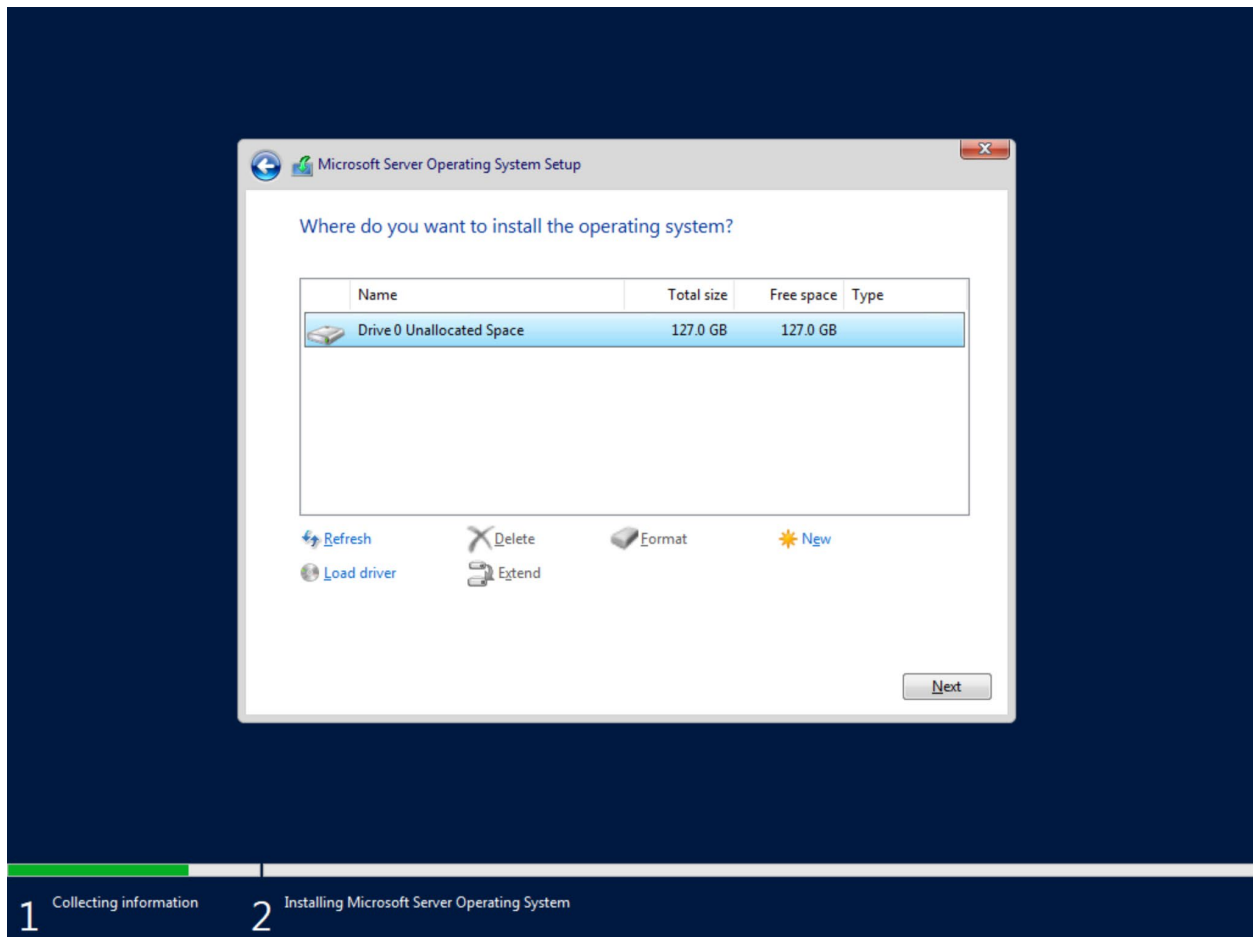 Microsoft Server Operating System Setup
Where do you want to install the operating system?
Name Total size Free space Type
Drive 0 Unallocated Space 127.0 GB 127.0 GB
Refresh Delete Format New
Load driver Extend
Next
1 Collecting information 2 Installing Microsoft Server Operating System